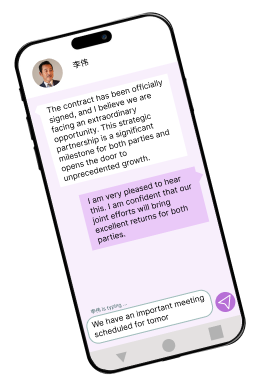 李伟
The contract has been officially
signed, and I believe we are
facing an extraordinary
opportunity. This strategic
partnership is a significant
milestone for both parties and
opens the door to
unprecedented growth.
I am very pleased to hear
this. I am confident that our
joint efforts will bring
excellent returns for both
parties.
李伟 is typing...
We have an important meeting
scheduled for tomor